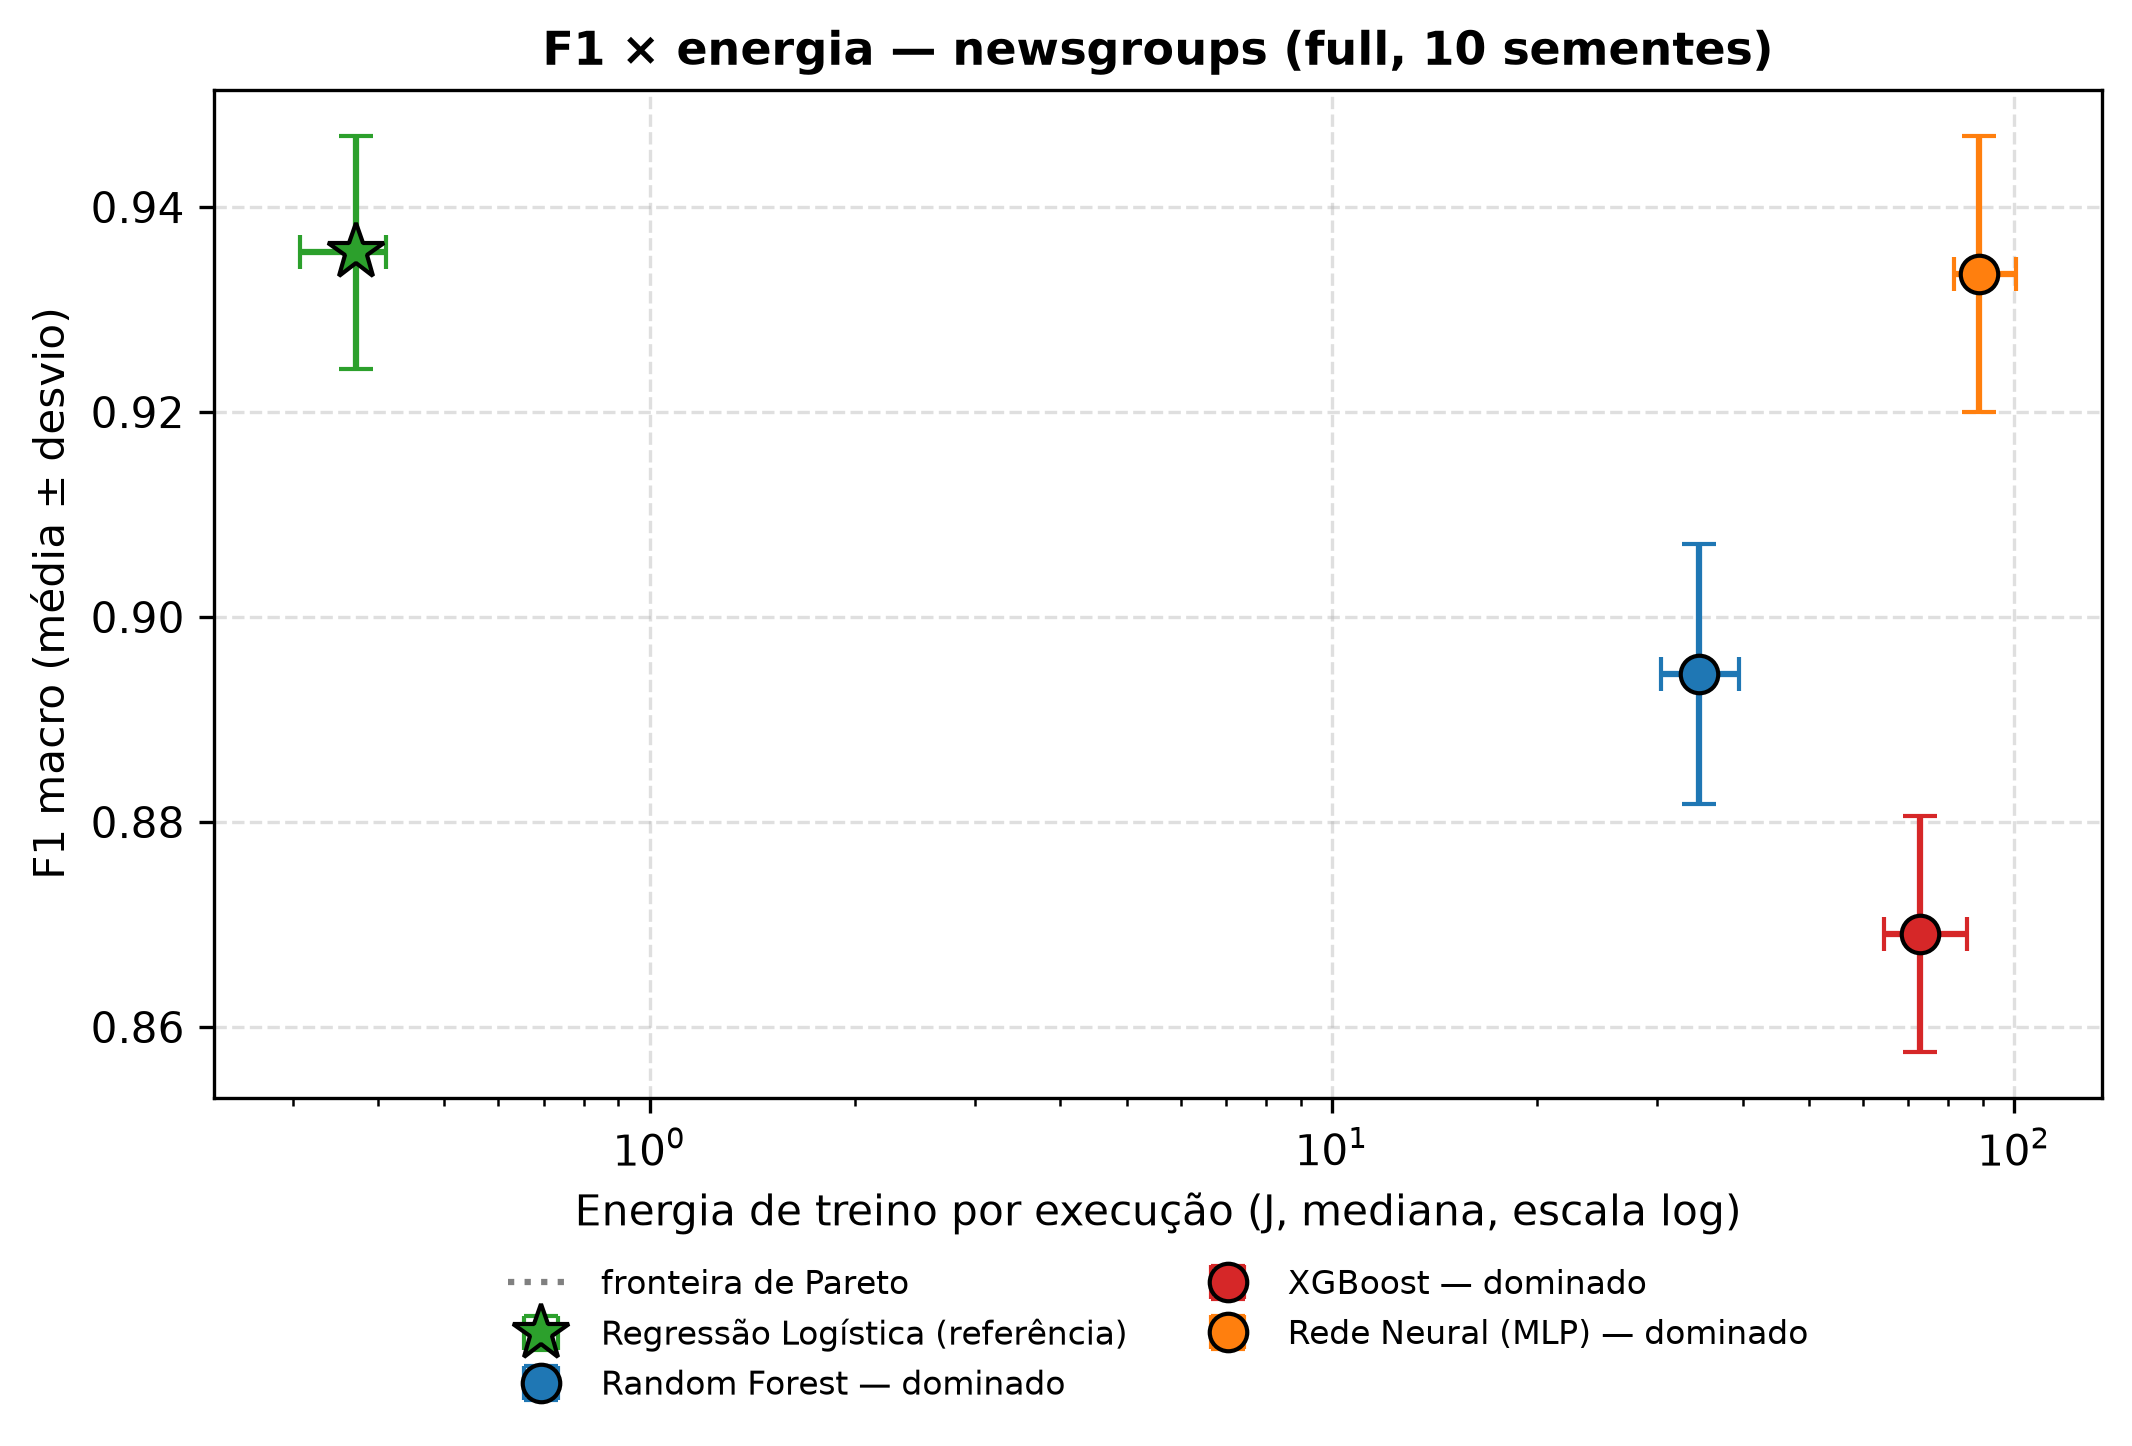 F1 × energia — newsgroups (full, 10 sementes)
F1 macro (média ± desvio)
0.94
0.92
0.90
0.88
0.86
10⁰
10¹
10²
Energia de treino por execução (J, mediana, escala log)
fronteira de Pareto
Regressão Logística (referência)
Random Forest — dominado
XGBoost — dominado
Rede Neural (MLP) — dominado